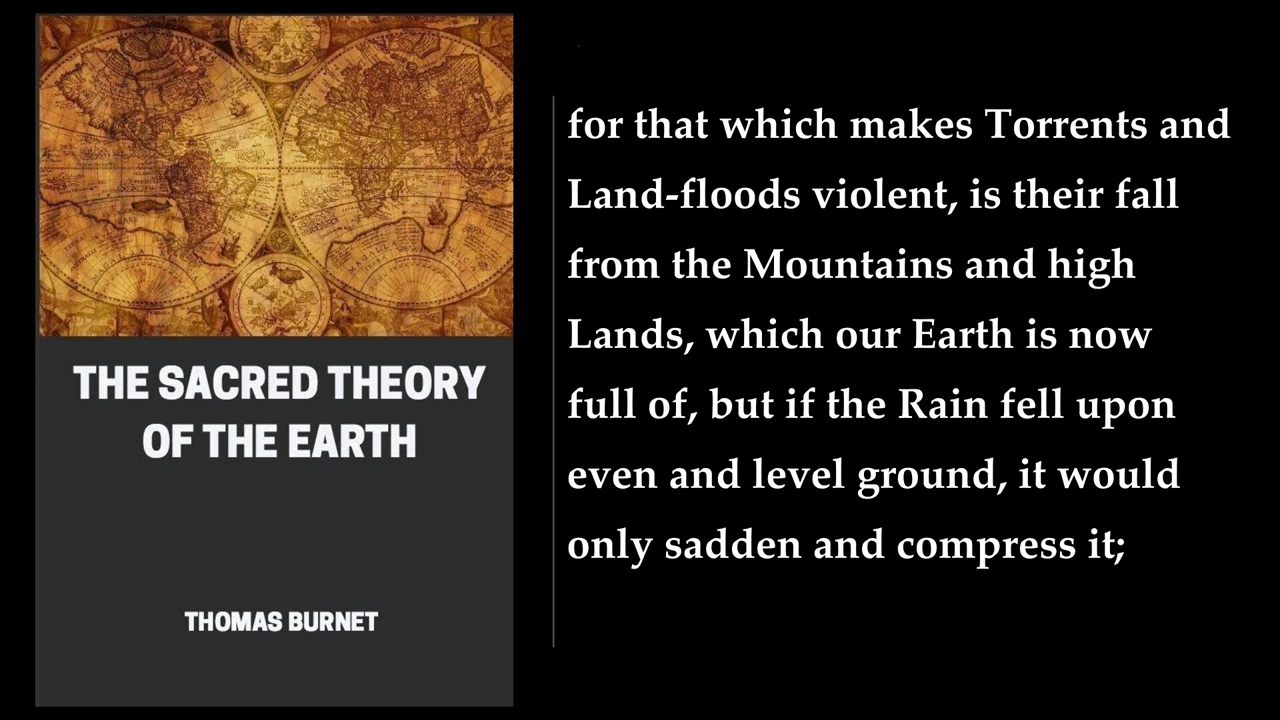 THE SACRED THEORY
OF THE EARTH
THOMAS BURNET
for that which makes Torrents and
Land-floods violent, is their fall
from the Mountains and high
Lands, which our Earth is now
full of, but if the Rain fell upon
even and level ground, it would
only sadden and compress it;